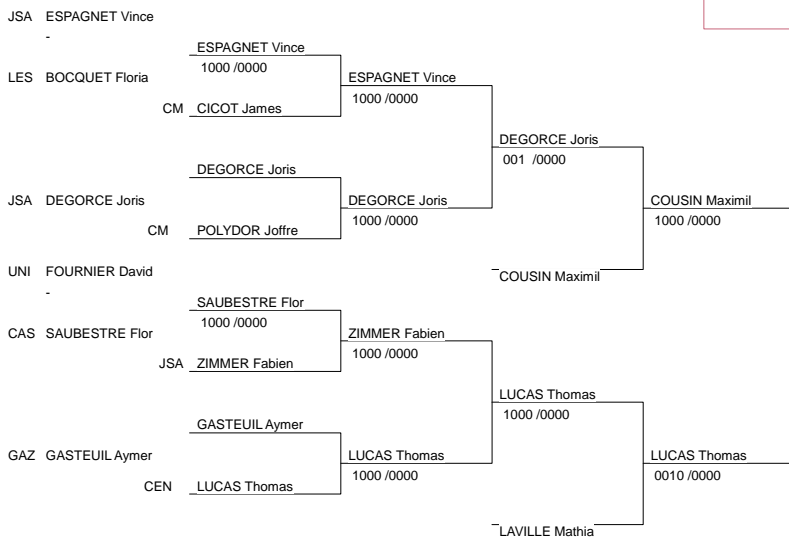 JSA ESPAGNET Vince
-
ESPAGNET Vince
1000 /0000
LES BOCQUET Floria
ESPAGNET Vince
1000 /0000
CM CICOT James
DEGORCE Joris
001 /0000
DEGORCE Joris
JSA DEGORCE Joris
DEGORCE Joris
1000 /0000
COUSIN Maximil
1000 /0000
CM POLYDOR Joffre
UNI FOURNIER David
-
COUSIN Maximil
SAUBESTRE Flor
1000 /0000
CAS SAUBESTRE Flor
ZIMMER Fabien
1000 /0000
JSA ZIMMER Fabien
LUCAS Thomas
1000 /0000
GASTEUIL Aymer
GAZ GASTEUIL Aymer
LUCAS Thomas
1000 /0000
LUCAS Thomas
0010 /0000
CEN LUCAS Thomas
LAVILLE Mathia